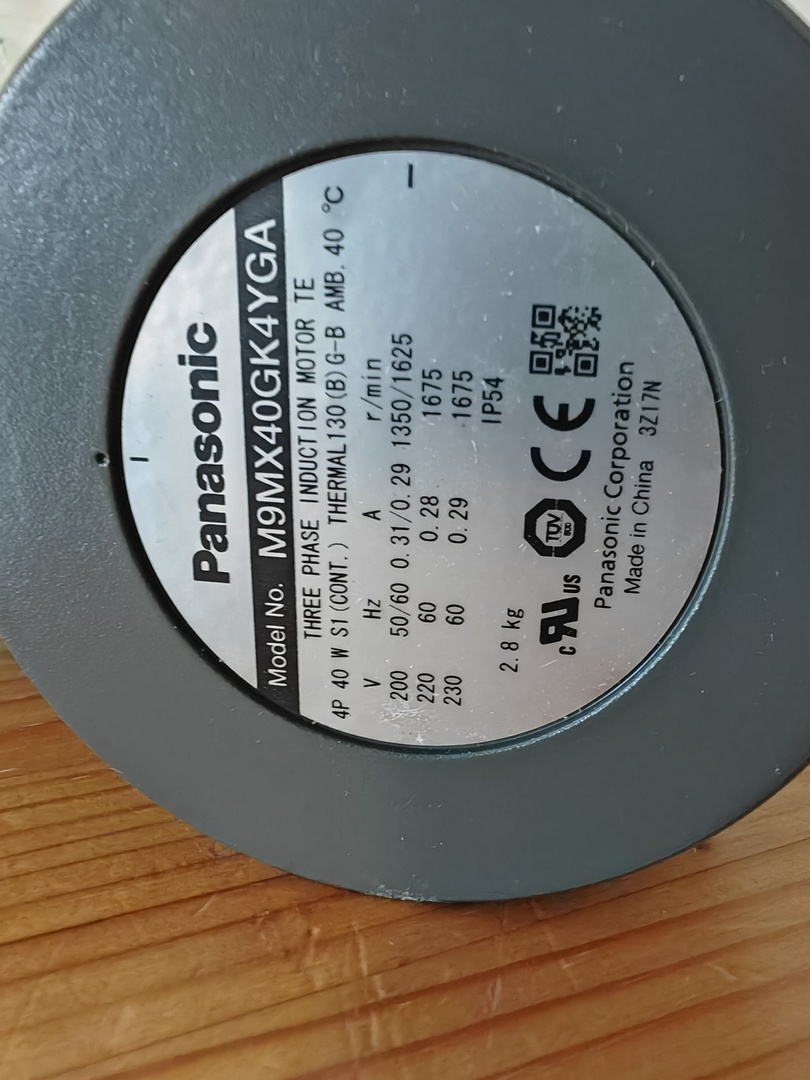 Panasonic
Model No. M9MX40GK4YGA
THREE PHASE INDUCTION MOTOR TE
4P 40 W S1(CONT.) THERMAL130(B)G-B AMB.40 ℃
V Hz A r/min
200 50/60 0.31/0.29 1350/1625
220 60 0.28 1675
230 60 0.29 1675
IP54
2.8 kg
c RU US TÜV CE
Panasonic Corporation
Made in China 3Z17N